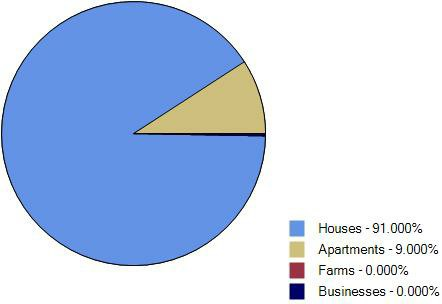 Houses - 91.000%
Apartments - 9.000%
Farms - 0.000%
Businesses - 0.000%